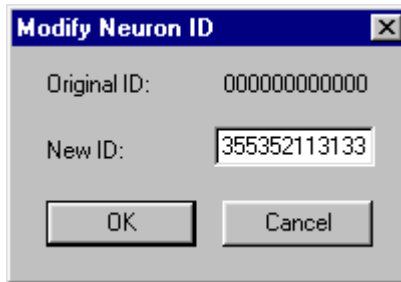 Modify Neuron ID
Original ID: 000000000000
New ID: 355352113133
OK Cancel